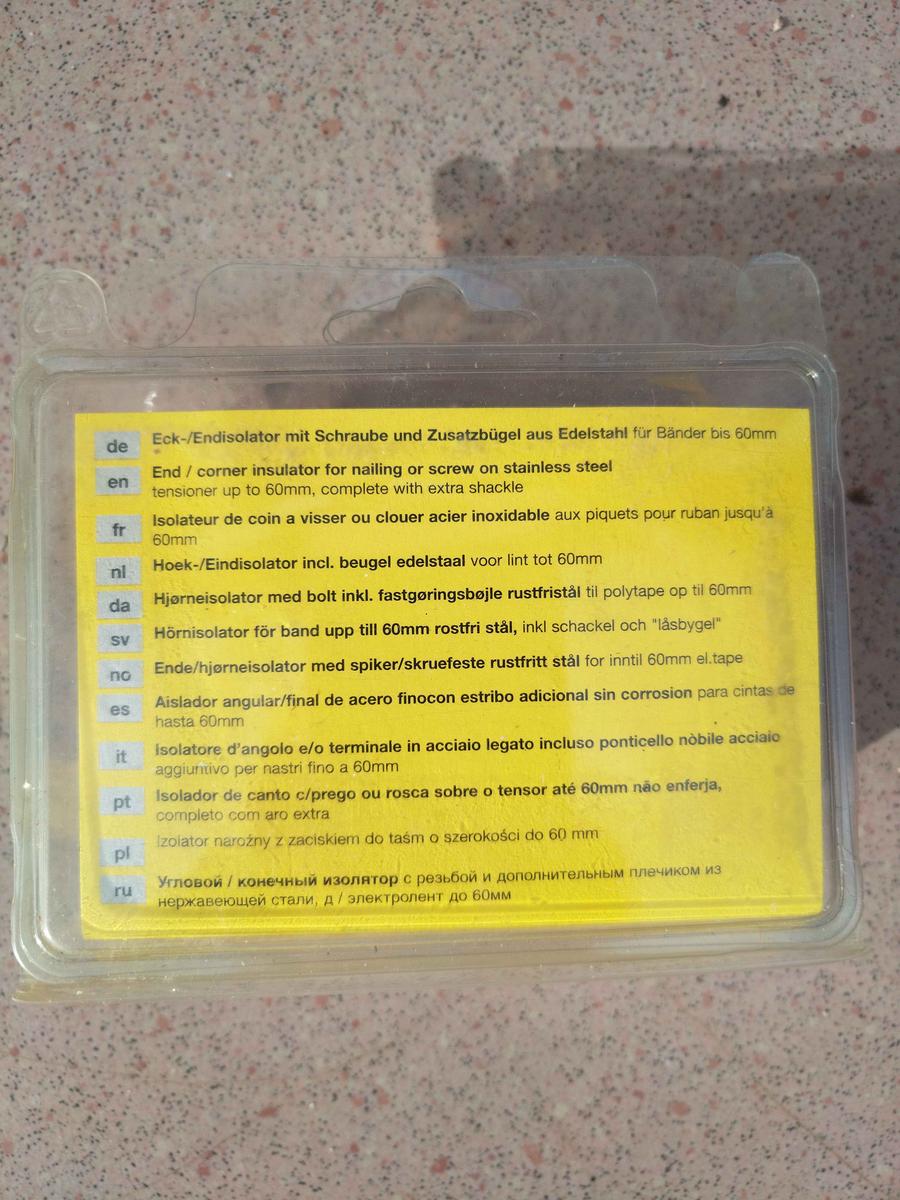 de Eck-/Endisolator mit Schraube und Zusatzbügel aus Edelstahl für Bänder bis 60mm
en End / corner insulator for nailing or screw on stainless steel
tensioner up to 60mm, complete with extra shackle
fr Isolateur de coin a visser ou clouer acier inoxidable aux piquets pour ruban jusqu'à
60mm
nl Hoek-/Eindisolator incl. beugel edelstaal voor lint tot 60mm
da Hjørneisolator med bolt inkl. fastgøringsbøjle rustfristål til polytape op til 60mm
sv Hörnisolator för band upp till 60mm rostfri stål, inkl schackel och "låsbygel"
no Ende/hjørneisolator med spiker/skruefeste rustfritt stål for inntil 60mm el.tape
es Aislador angular/final de acero finocon estribo adicional sin corrosion para cintas de
hasta 60mm
it Isolatore d'angolo e/o terminale in acciaio legato incluso ponticello nòbile acciaio
aggiuntivo per nastri fino a 60mm
pt Isolador de canto c/prego ou rosca sobre o tensor até 60mm não enferja,
completo com aro extra
pl Izolator narożny z zaciskiem do taśm o szerokości do 60 mm
ru Угловой / конечный изолятор с резьбой и дополнительным плечиком из
нержавеющей стали, д / электролент до 60мм